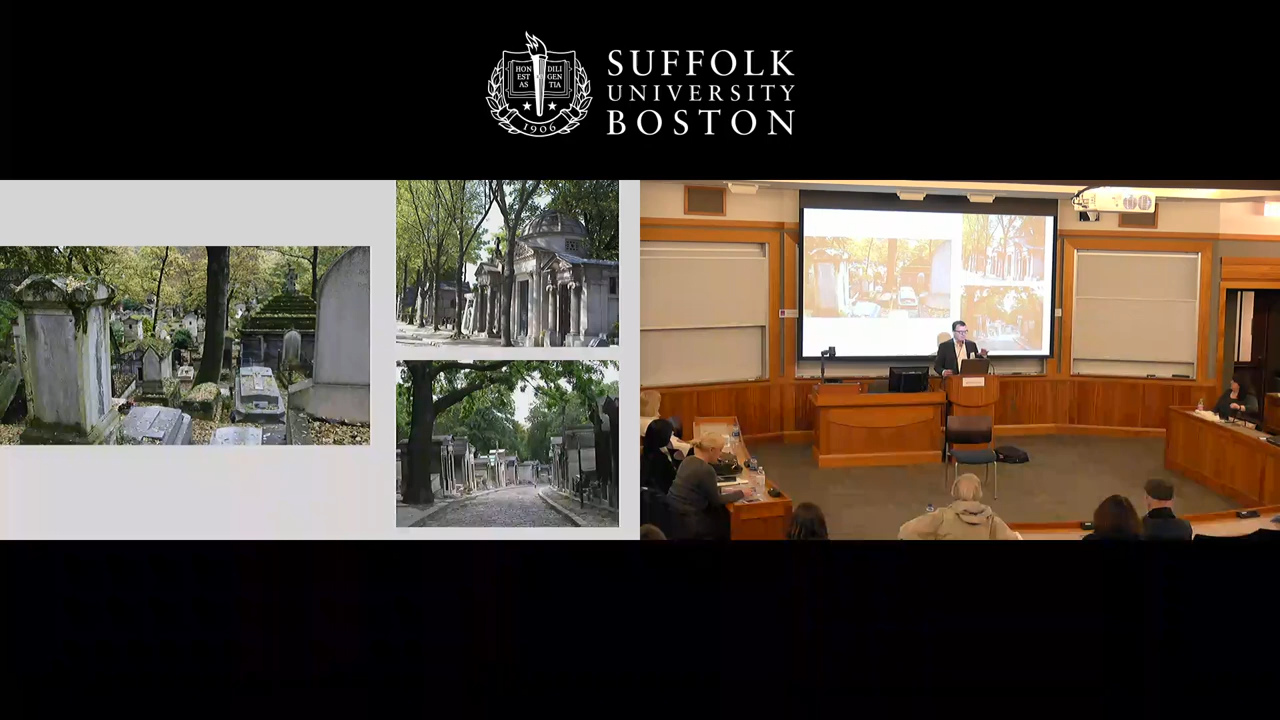 HON DILI
EST GEN
AS TIA
1906
SUFFOLK
UNIVERSITY
BOSTON